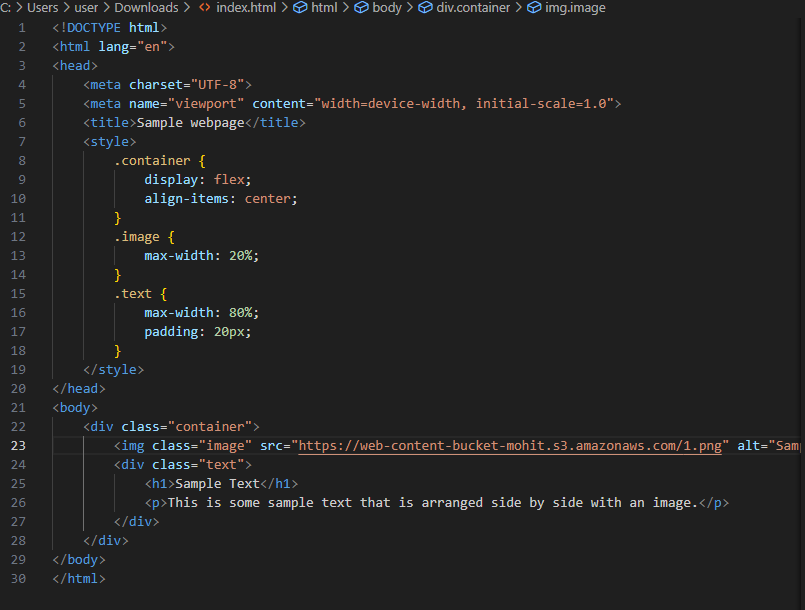 C: > Users > user > Downloads > <> index.html > html > body > div.container > img.image
1 <!DOCTYPE html>
2 <html lang="en">
3 <head>
4     <meta charset="UTF-8">
5     <meta name="viewport" content="width=device-width, initial-scale=1.0">
6     <title>Sample webpage</title>
7     <style>
8         .container {
9             display: flex;
10             align-items: center;
11         }
12         .image {
13             max-width: 20%;
14         }
15         .text {
16             max-width: 80%;
17             padding: 20px;
18         }
19     </style>
20 </head>
21 <body>
22     <div class="container">
23         <img class="image" src="https://web-content-bucket-mohit.s3.amazonaws.com/1.png" alt="Sam
24         <div class="text">
25             <h1>Sample Text</h1>
26             <p>This is some sample text that is arranged side by side with an image.</p>
27         </div>
28     </div>
29 </body>
30 </html>